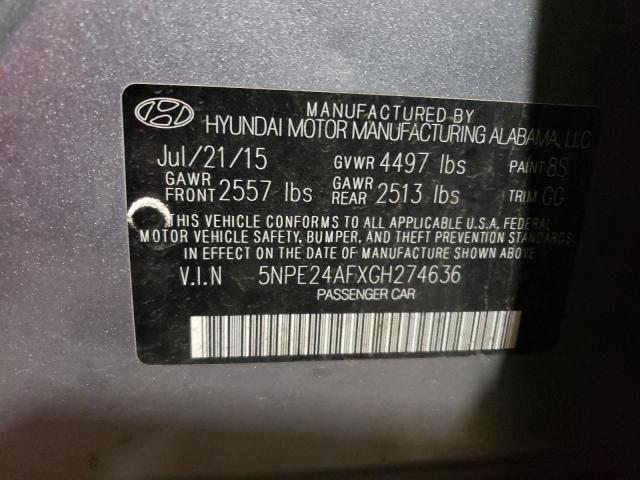 MANUFACTURED BY
HYUNDAI MOTOR MANUFACTURING ALABAMA, LLC
Jul/21/15 GVWR 4497 lbs PAINT 8S
GAWR FRONT 2557 lbs GAWR REAR 2513 lbs TRIM GG
THIS VEHICLE CONFORMS TO ALL APPLICABLE U.S.A. FEDERAL
MOTOR VEHICLE SAFETY, BUMPER, AND THEFT PREVENTION STANDARDS
IN EFFECT ON THE DATE OF MANUFACTURE SHOWN ABOVE
V.I.N 5NPE24AFXGH274636
PASSENGER CAR